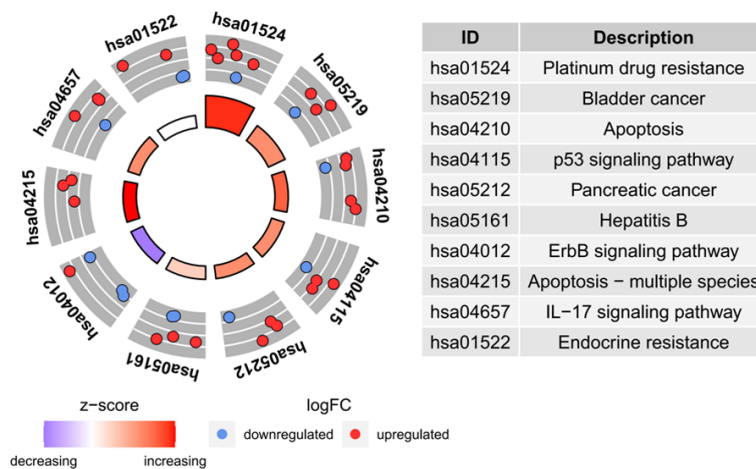 hsa01524
hsa05219
hsa04210
hsa04115
hsa05212
hsa05161
hsa04012
hsa04215
hsa04657
hsa01522
z−score
decreasing
increasing
logFC
downregulated
upregulated
ID Description
hsa01524 Platinum drug resistance
hsa05219 Bladder cancer
hsa04210 Apoptosis
hsa04115 p53 signaling pathway
hsa05212 Pancreatic cancer
hsa05161 Hepatitis B
hsa04012 ErbB signaling pathway
hsa04215 Apoptosis − multiple species
hsa04657 IL−17 signaling pathway
hsa01522 Endocrine resistance